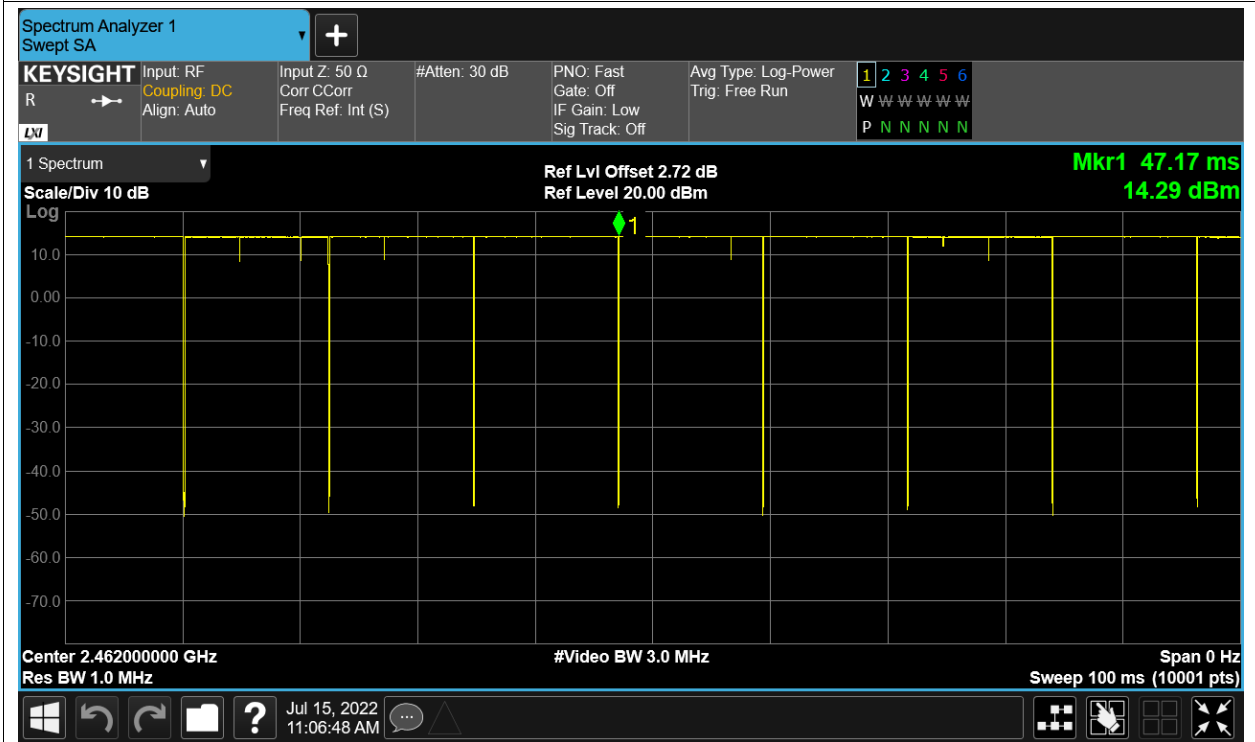 Spectrum Analyzer 1
Swept SA
+
KEYSIGHT Input: RF Input Z: 50 Ω #Atten: 30 dB PNO: Fast Avg Type: Log-Power 1 2 3 4 5 6
R Coupling: DC Corr CCorr Gate: Off Trig: Free Run W W W W W W
Align: Auto Freq Ref: Int (S) IF Gain: Low
LXI Sig Track: Off P N N N N N
1 Spectrum Ref Lvl Offset 2.72 dB Mkr1 47.17 ms
Scale/Div 10 dB Ref Level 20.00 dBm 14.29 dBm
Log
1
10.0
0.00
-10.0
-20.0
-30.0
-40.0
-50.0
-60.0
-70.0
Center 2.462000000 GHz #Video BW 3.0 MHz Span 0 Hz
Res BW 1.0 MHz Sweep 100 ms (10001 pts)
? Jul 15, 2022
11:06:48 AM